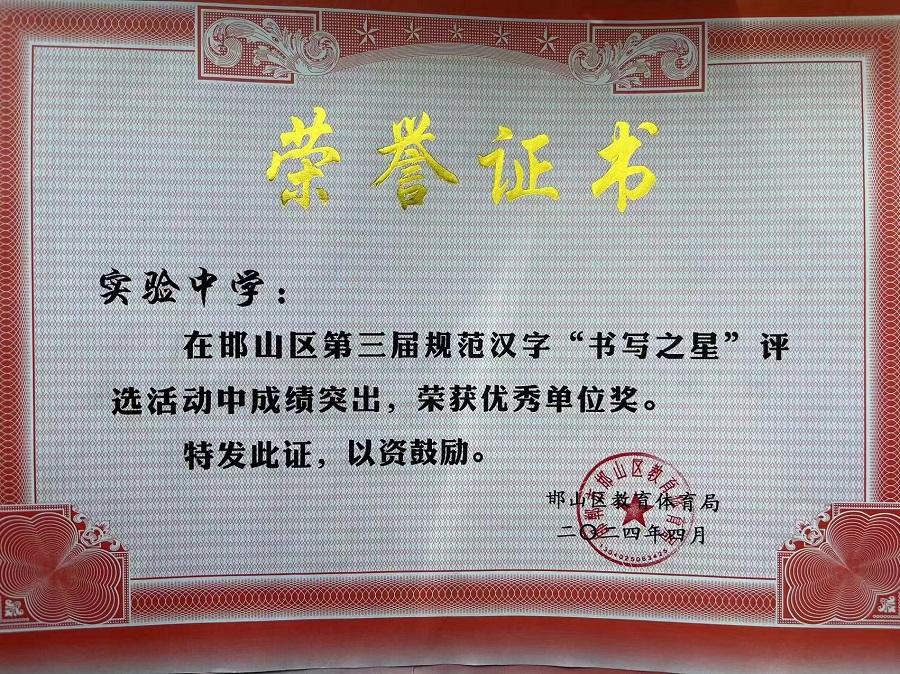 荣誉证书
实验中学：
在邯山区第三届规范汉字“书写之星”评
选活动中成绩突出，荣获优秀单位奖。
特发此证，以资鼓励。
邯山区教育体育局
二〇二四年四月